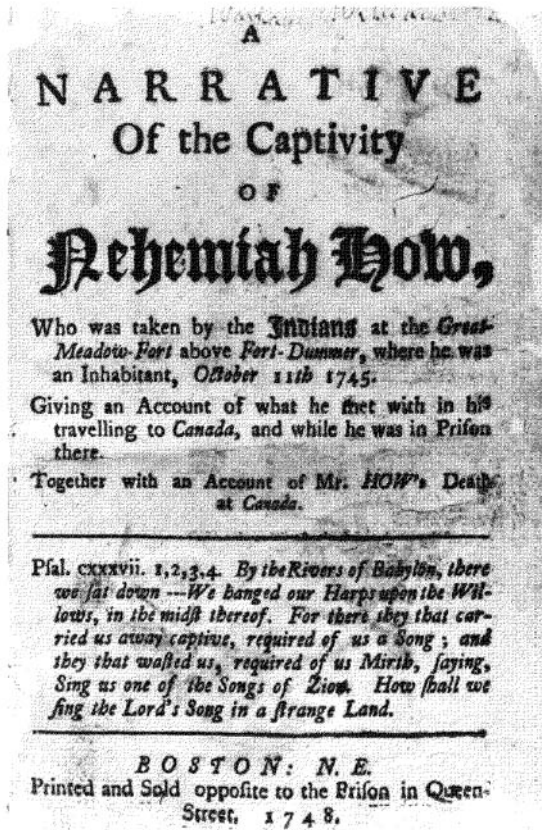 A
NARRATIVE
Of the Captivity
OF
Nehemiah How,
Who was taken by the Indians at the Great-
Meadow-Fort above Fort-Dummer, where he was
an Inhabitant, October 11th 1745.
Giving an Account of what he met with in his
travelling to Canada, and while he was in Priſon
there.
Together with an Account of Mr. HOW's Death
at Canada.
Pſal. cxxxvii. 1,2,3,4. By the Rivers of Babylon, there
we ſat down —We hanged our Harps upon the Wil-
lows, in the midſt thereof. For there they that car-
ried us away captive, required of us a Song; and
they that waſted us, required of us Mirth, ſaying,
Sing us one of the Songs of Zion. How ſhall we
ſing the Lord's Song in a ſtrange Land.
BOSTON: N. E.
Printed and Sold oppoſite to the Priſon in Queen-
Street. 1748.